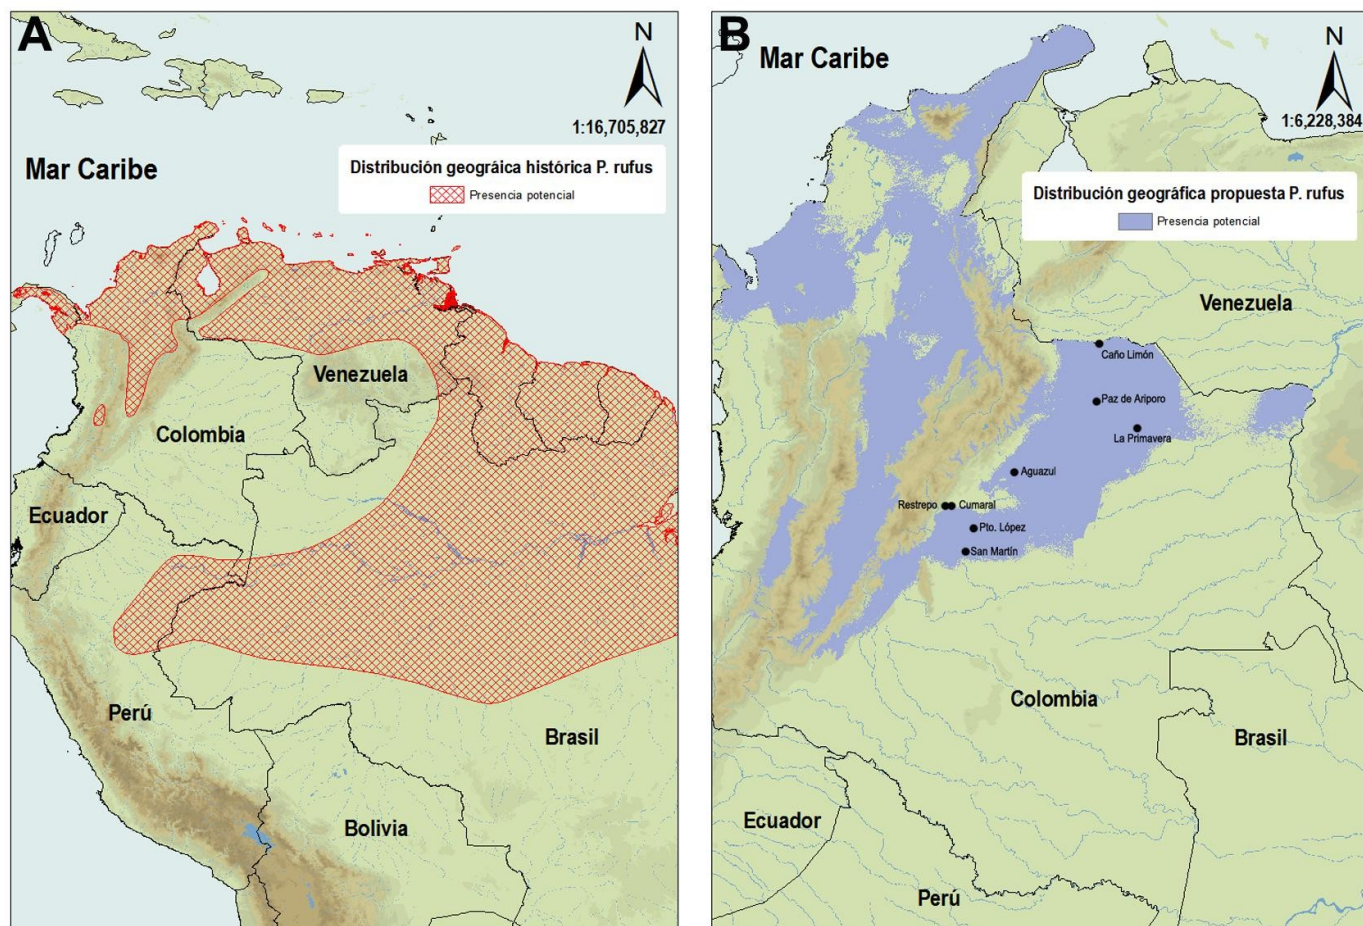 A
N
1:16,705,827
Mar Caribe
Distribución geográica histórica P. rufus
Presencia potencial
Venezuela
Colombia
Ecuador
Perú
Brasil
Bolivia
B
Mar Caribe
N
1:6,228,384
Distribución geográfica propuesta P. rufus
Presencia potencial
Venezuela
Caño Limón
Paz de Ariporo
La Primavera
Aguazul
Restrepo
Cumaral
Pto. López
San Martín
Colombia
Brasil
Ecuador
Perú